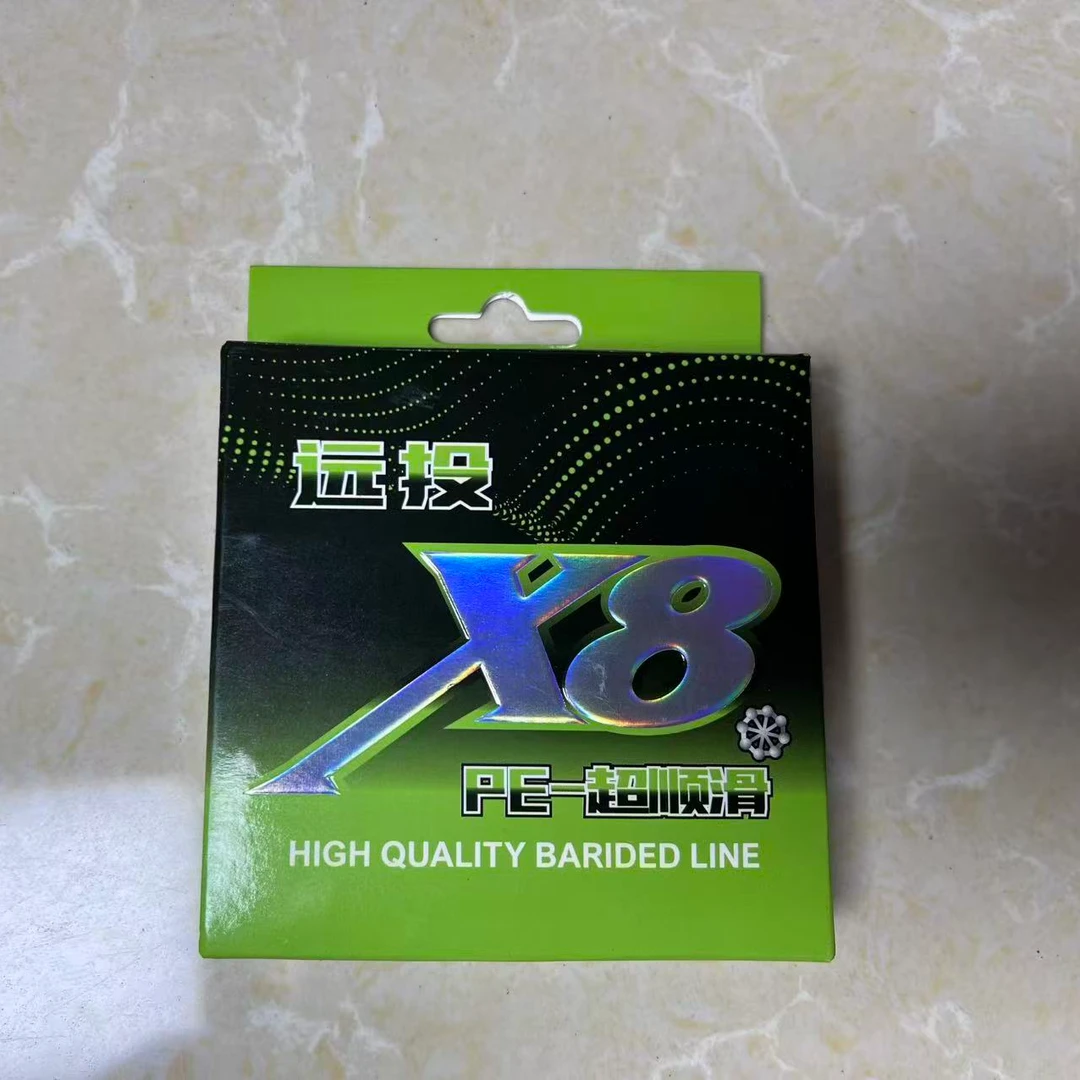 远投
X8
PE-超顺滑
HIGH QUALITY BARIDED LINE